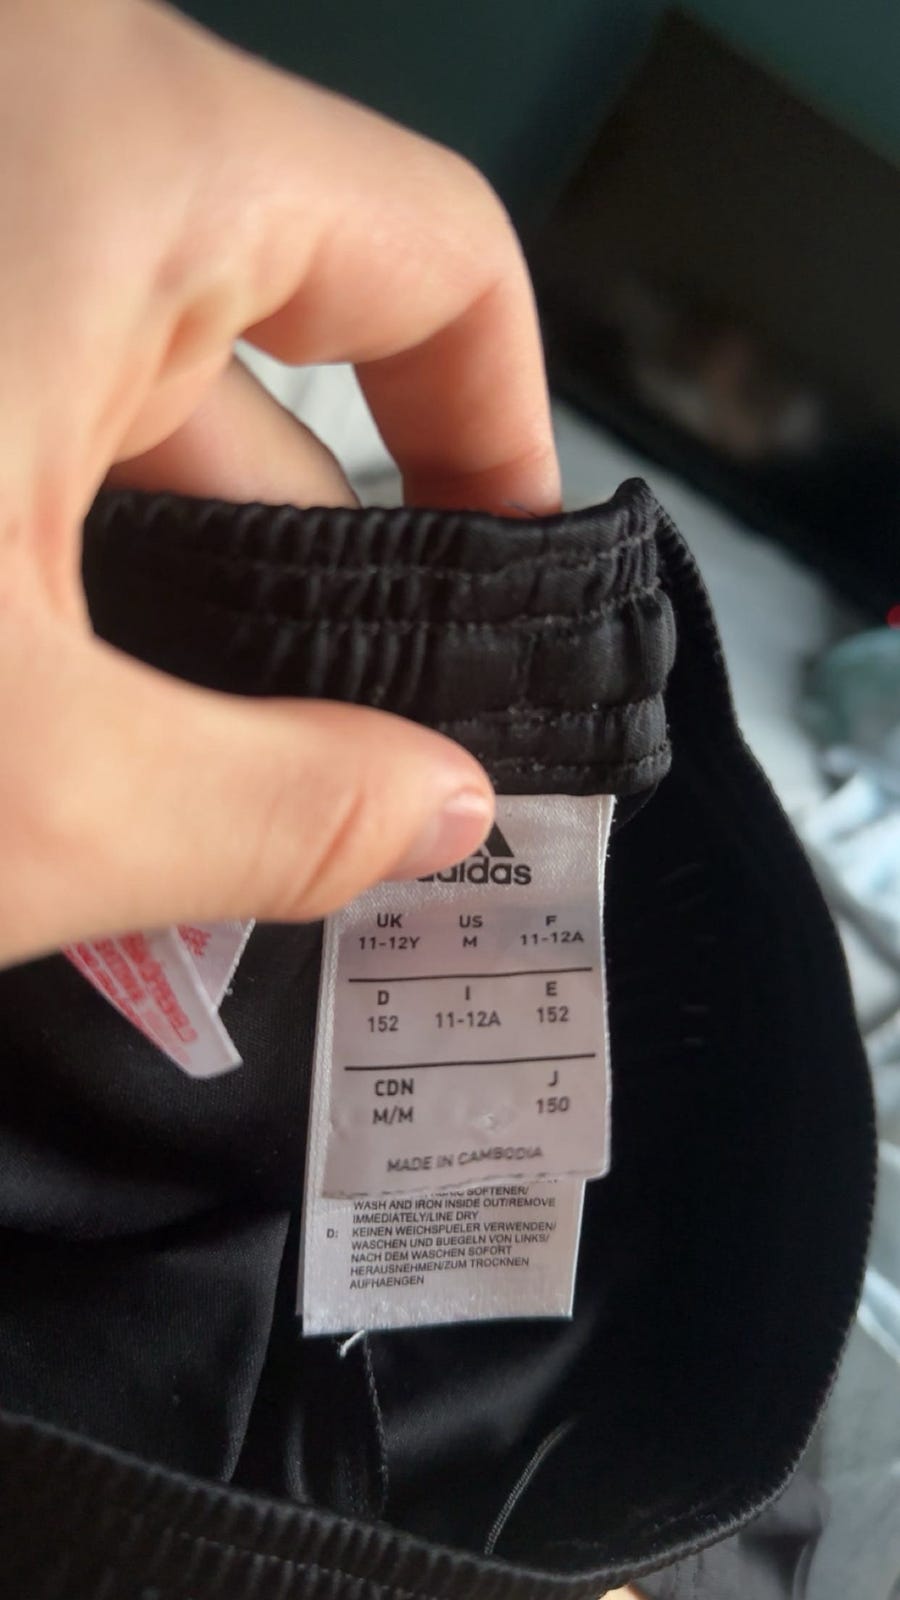 adidas
UK US F
11-12Y M 11-12A
D I E
152 11-12A 152
CDN J
M/M 150
MADE IN CAMBODIA
SOFTENER/
WASH AND IRON INSIDE OUT/REMOVE
IMMEDIATELY/LINE DRY
D: KEINEN WEICHSPUELER VERWENDEN/
WASCHEN UND BUEGELN VON LINKS/
NACH DEM WASCHEN SOFORT
HERAUSNEHMEN/ZUM TROCKNEN
AUFHAENGEN